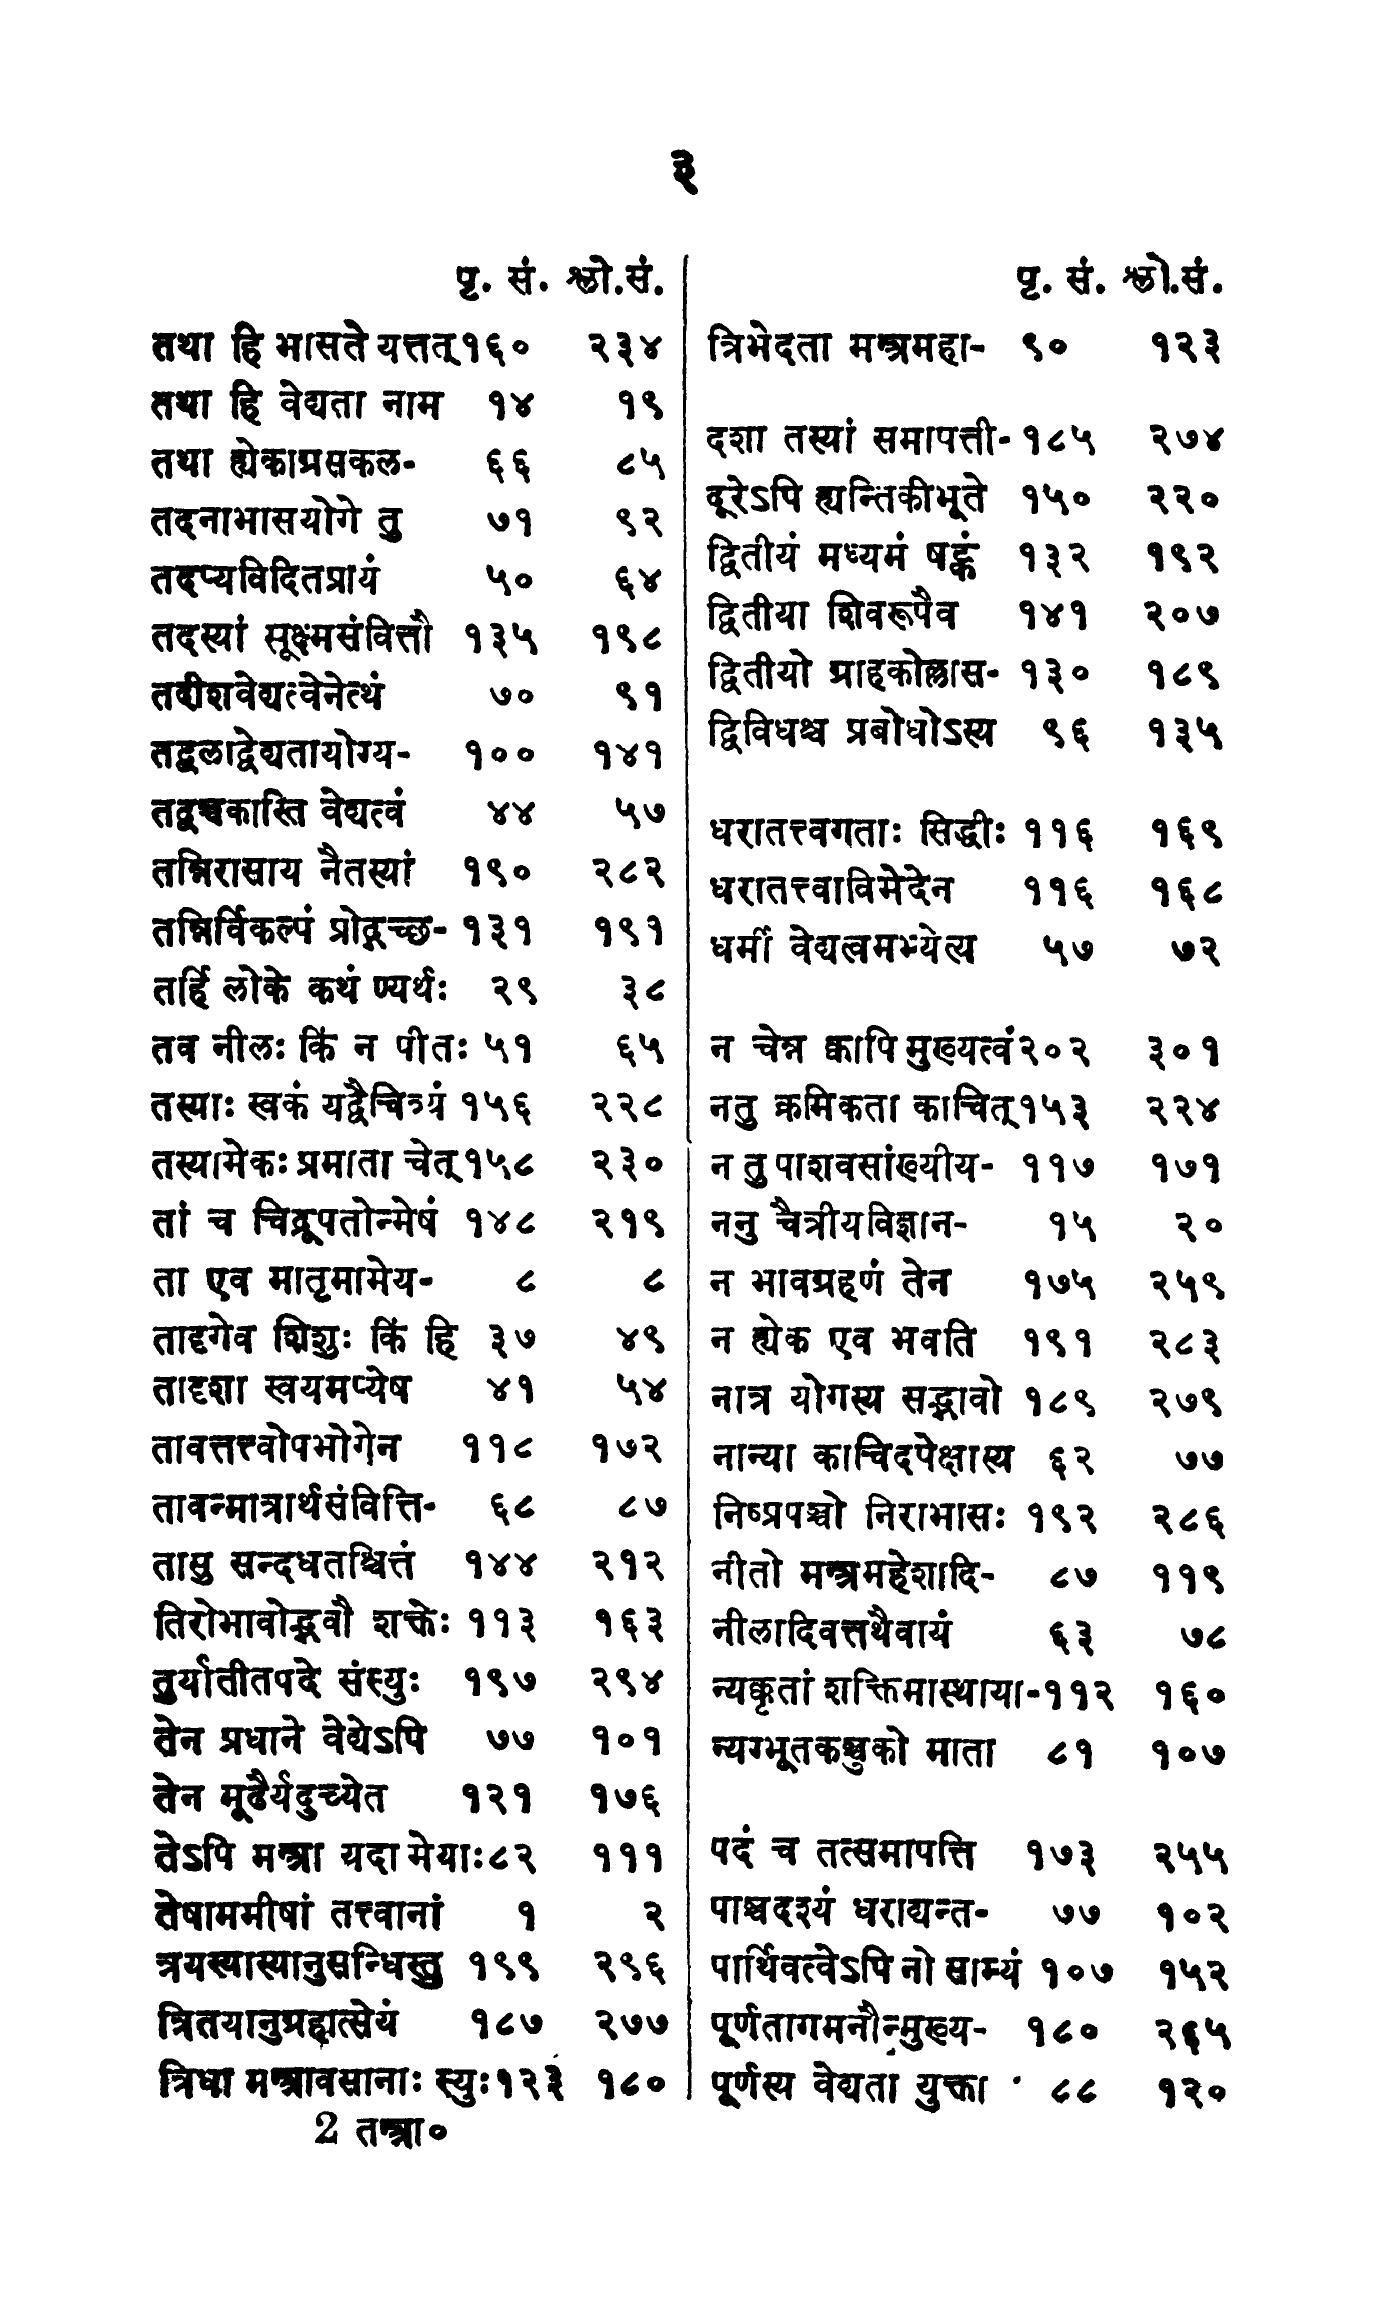 ३
पृ. सं. श्लो.सं.
तथा हि भासते यत्तत् १६० २३४
तथा हि वेद्यता नाम १४ १९
तथा ह्येकाग्रसकल- ६६ ८५
तदनाभासयोगे तु ७१ ९२
तदप्यविदितप्रायं ५० ६४
तदस्यां सूक्ष्मसंवित्तौ १३५ १९८
तदीशवेद्यत्वेनेत्थं ७० ९१
तद्बलाद्वेद्यतायोग्य- १०० १४१
तद्वच्चकास्ति वेद्यत्वं ४४ ५७
तन्निरासाय नैतस्यां १९० २८२
तन्निर्विकल्पं प्रोद्गच्छ- १३१ १९१
तर्हि लोके कथं ण्यर्थः २९ ३८
तव नीलः किं न पीतः ५१ ६५
तस्याः स्वकं यद्वैचित्र्यं १५६ २२८
तस्यामेकः प्रमाता चेत् १५८ २३०
तां च चिद्रूपतोन्मेषं १४८ २१९
ता एव मातृमामेय- ८ ८
तादृगेव शिशुः किं हि ३७ ४९
तादृशा स्वयमप्येष ४१ ५४
तावत्तत्त्वोपभोगेन ११८ १७२
तावन्मात्रार्थसंवित्ति- ६८ ८७
तासु सन्दधतश्चित्तं १४४ २१२
तिरोभावोद्भवौ शक्तेः ११३ १६३
तुर्यातीतपदे संस्युः १९७ २९४
तेन प्रधाने वेद्येऽपि ७७ १०१
तेन मूढैर्यदुच्येत १२१ १७६
तेऽपि मन्त्रा यदा मेयाः ८२ १११
तेषाममीषां तत्त्वानां १ २
त्रयस्यास्यानुसन्धिस्तु १९९ २९६
त्रितयानुग्रहात्सेयं १८७ २७७
त्रिधा मन्त्रावसानाः स्युः १२३ १८०
2 तन्त्रा०
पृ. सं. श्लो.सं.
त्रिभेदता मन्त्रमहा- ९० १२३
दशा तस्यां समापत्ती- १८५ २७४
दूरेऽपि ह्यन्तिकीभूते १५० २२०
द्वितीयं मध्यमं षट्कं १३२ १९२
द्वितीया शिवरूपैव १४१ २०७
द्वितीयो ग्राहकोल्लास- १३० १८९
द्विविधश्च प्रबोधोऽस्य ९६ १३५
धरातत्त्वगताः सिद्धीः ११६ १६९
धरातत्त्वाविभेदेन ११६ १६८
धर्मी वेद्यत्वमभ्येत्य ५७ ७२
न चेन्न क्वापि मुख्यत्वं २०२ ३०१
नतु क्रमिकता काचित् १५३ २२४
न तु पाशवसांख्यीय- ११७ १७१
ननु चैत्रीयविज्ञान- १५ २०
न भावग्रहणं तेन १७५ २५९
न ह्येक एव भवति १९१ २८३
नात्र योगस्य सद्भावो १८९ २७९
नान्या काचिदपेक्षास्य ६२ ७७
निष्प्रपञ्चो निराभासः १९२ २८६
नीतो मन्त्रमहेशादि- ८७ ११९
नीलादिवत्तथैवायं ६३ ७८
न्यक्कृतां शक्तिमास्थाया- ११२ १६०
न्यग्भूतकञ्चुको माता ८१ १०७
पदं च तत्समापत्ति १७३ २५५
पाञ्चदश्यं धराद्यन्त- ७७ १०२
पार्थिवत्वेऽपि नो साम्यं १०७ १५२
पूर्णतागमनौन्मुख्य- १८० २६५
पूर्णस्य वेद्यता युक्ता ८८ १२०